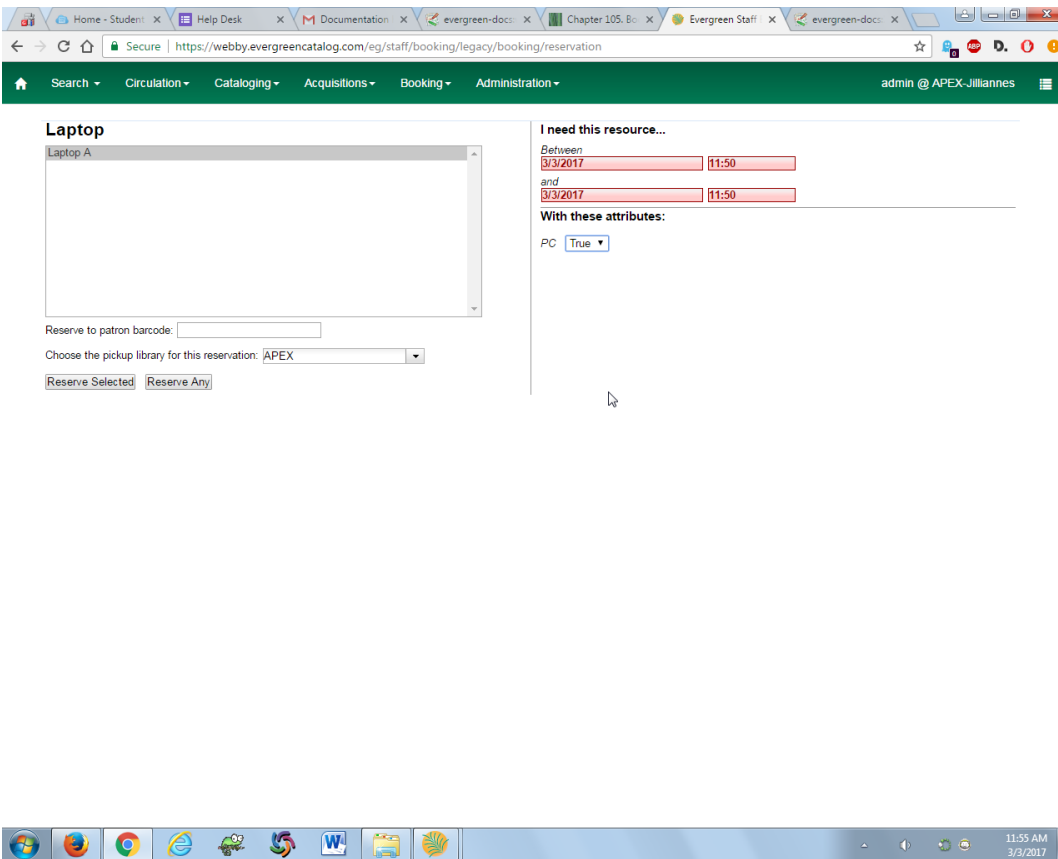 Home - Student
Help Desk
Documentation
evergreen-docs:
Chapter 105. Bo
Evergreen Staff
evergreen-docs:
Secure | https://webby.evergreencatalog.com/eg/staff/booking/legacy/booking/reservation
ABP
D.
0
Search
Circulation
Cataloging
Acquisitions
Booking
Administration
admin @ APEX-Jilliannes
Laptop
Laptop A
Reserve to patron barcode:
Choose the pickup library for this reservation: APEX
Reserve Selected
Reserve Any
I need this resource...
Between
3/3/2017 11:50
and
3/3/2017 11:50
With these attributes:
PC True
W
11:55 AM
3/3/2017